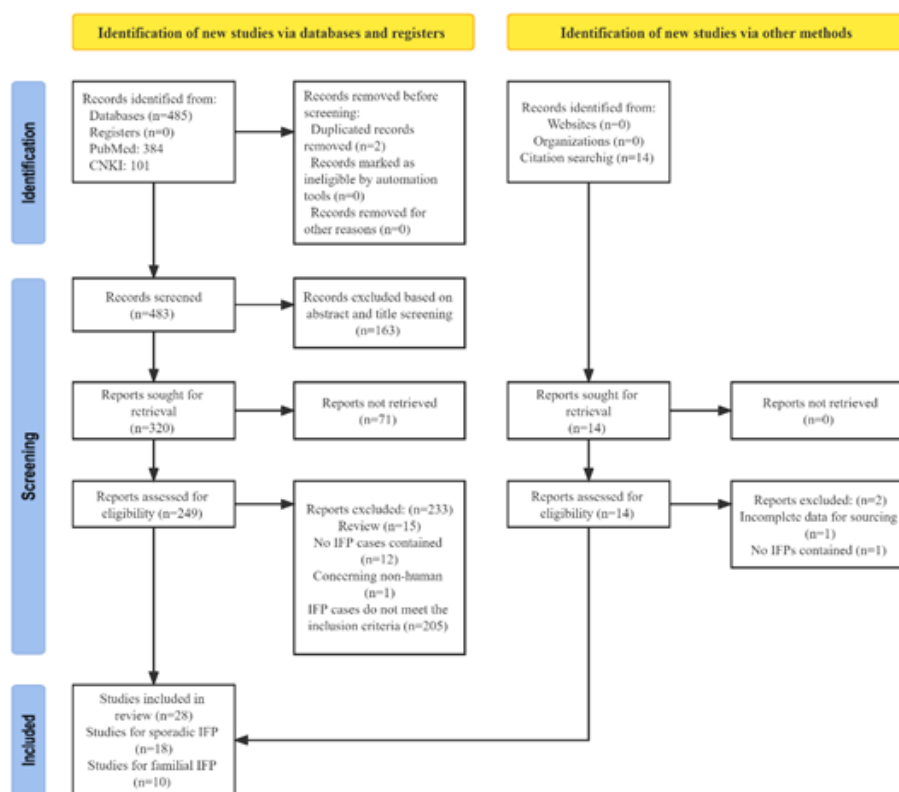 Identification of new studies via databases and registers
Identification of new studies via other methods
Identification
Records identified from:
Databases (n=485)
Registers (n=0)
PubMed: 384
CNKI: 101
Records removed before
screening:
Duplicated records
removed (n=2)
Records marked as
ineligible by automation
tools (n=0)
Records removed for
other reasons (n=0)
Records identified from:
Websites (n=0)
Organizations (n=0)
Citation searchig (n=14)
Screening
Records screened
(n=483)
Records excluded based on
abstract and title screening
(n=163)
Reports sought for
retrieval
(n=320)
Reports not retrieved
(n=71)
Reports sought for
retrieval
(n=14)
Reports not retrieved
(n=0)
Reports assessed for
eligibility (n=249)
Reports excluded: (n=233)
Review (n=15)
No IFP cases contained
(n=12)
Concerning non-human
(n=1)
IFP cases do not meet the
inclusion criteria (n=205)
Reports assessed for
eligibility (n=14)
Reports excluded: (n=2)
Incomplete data for sourcing
(n=1)
No IFPs contained (n=1)
Included
Studies included in
review (n=28)
Studies for sporadic IFP
(n=18)
Studies for familial IFP
(n=10)